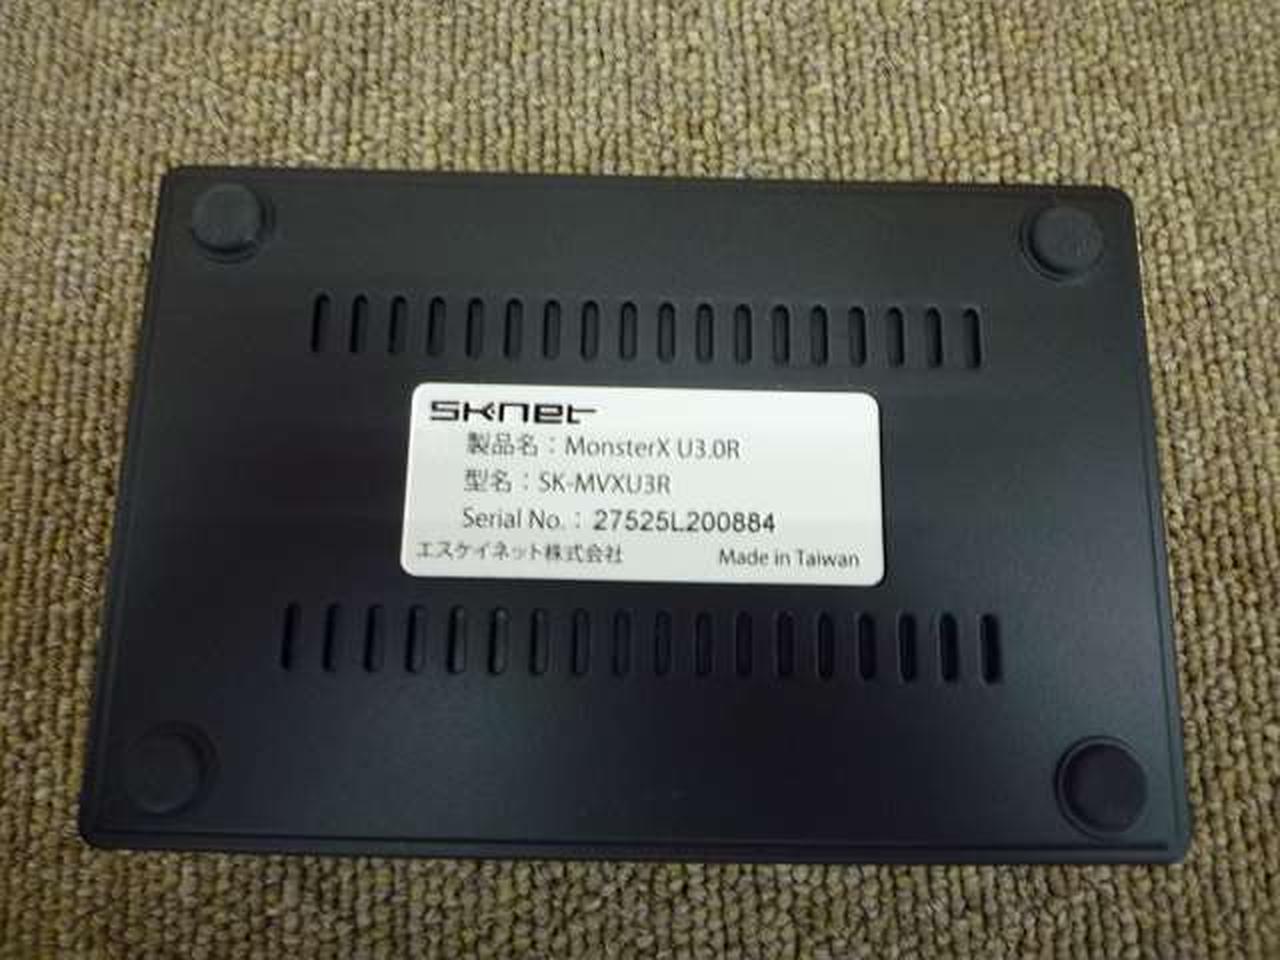 SKNET
製品名：MonsterX U3.0R
型名：SK-MVXU3R
Serial No.：27525L200884
エスケイネット株式会社 Made in Taiwan